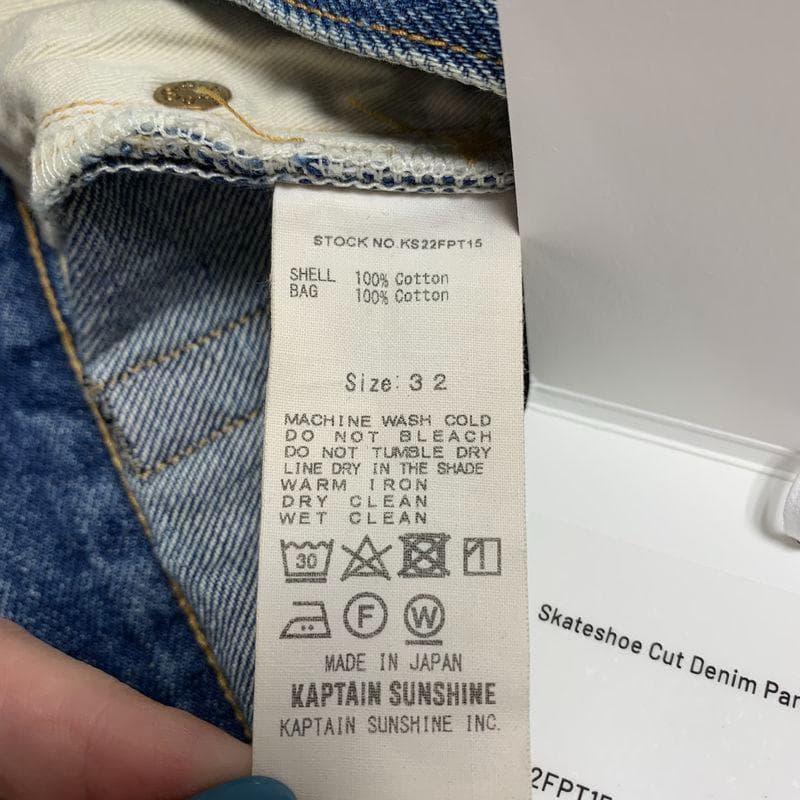 STOCK NO.KS22FPT15
SHELL 100% Cotton
BAG 100% Cotton
Size: 32
MACHINE WASH COLD
DO NOT BLEACH
DO NOT TUMBLE DRY
LINE DRY IN THE SHADE
WARM IRON
DRY CLEAN
WET CLEAN
30
F W
MADE IN JAPAN
KAPTAIN SUNSHINE
KAPTAIN SUNSHINE INC.
Skateshoe Cut Denim Pan
2FPT15